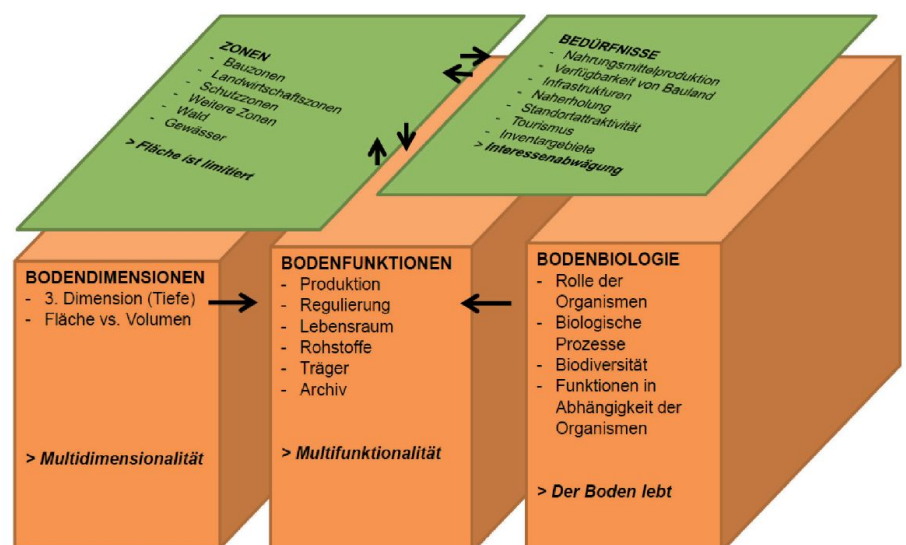 ZONEN
- Bauzonen
- Landwirtschaftszonen
- Schutzzonen
- Weitere Zonen
- Wald
- Gewässer
> Fläche ist limitiert
BEDÜRFNISSE
- Nahrungsmittelproduktion
- Verfügbarkeit von Bauland
- Infrastrukturen
- Naherholung
- Standortattraktivität
- Tourismus
- Inventargebiete
> Interessenabwägung
BODENDIMENSIONEN
- 3. Dimension (Tiefe)
- Fläche vs. Volumen
> Multidimensionalität
BODENFUNKTIONEN
- Produktion
- Regulierung
- Lebensraum
- Rohstoffe
- Träger
- Archiv
> Multifunktionalität
BODENBIOLOGIE
- Rolle der
Organismen
- Biologische
Prozesse
- Biodiversität
- Funktionen in
Abhängigkeit der
Organismen
> Der Boden lebt